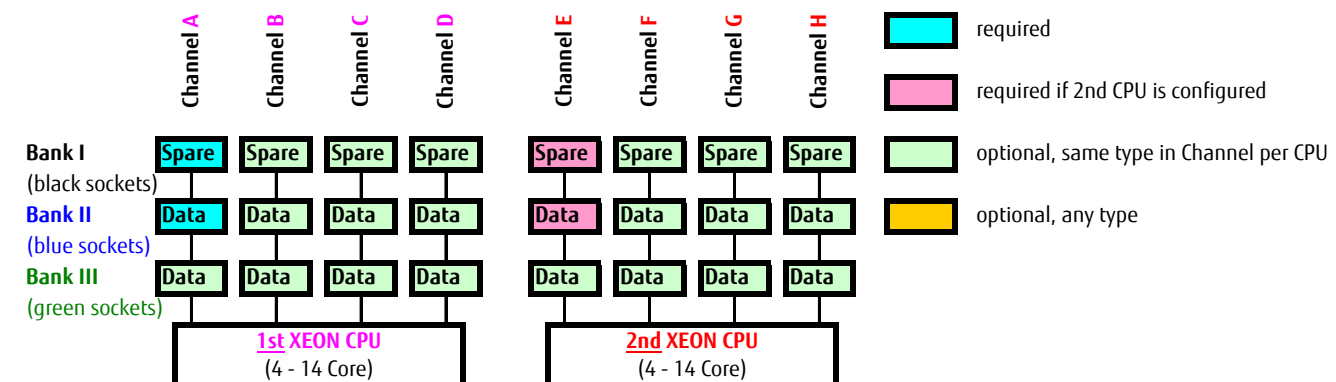 Channel A Channel B Channel C Channel D Channel E Channel F Channel G Channel H
required
required if 2nd CPU is configured
optional, same type in Channel per CPU
optional, any type
Bank I Spare Spare Spare Spare Spare Spare Spare Spare
(black sockets)
Bank II Data Data Data Data Data Data Data Data
(blue sockets)
Bank III Data Data Data Data Data Data Data Data
(green sockets)
1st XEON CPU
(4 - 14 Core)
2nd XEON CPU
(4 - 14 Core)